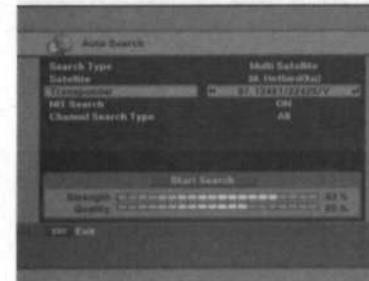 Auto Search
Search Type Multi Satellite
Satellite
Transponder
NIT Search ON
Channel Search Type All
Start Search
Strength
Quality
Exit